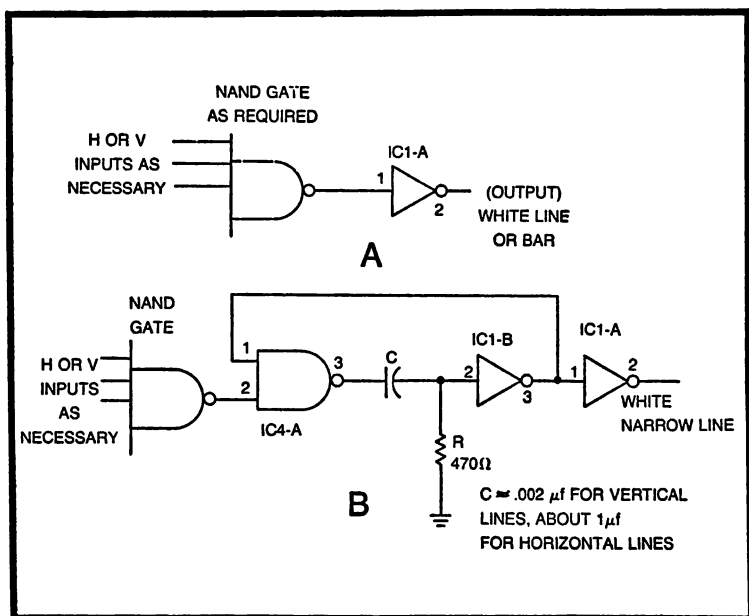 NAND GATE
AS REQUIRED
H OR V
INPUTS AS
NECESSARY
IC1-A
1
2
(OUTPUT)
WHITE LINE
OR BAR
A
NAND
GATE
H OR V
INPUTS
AS
NECESSARY
1
2
3
IC4-A
C
IC1-B
2
3
IC1-A
1
2
WHITE
NARROW LINE
R
470Ω
B
C ≈ .002 μf FOR VERTICAL
LINES, ABOUT 1μf
FOR HORIZONTAL LINES